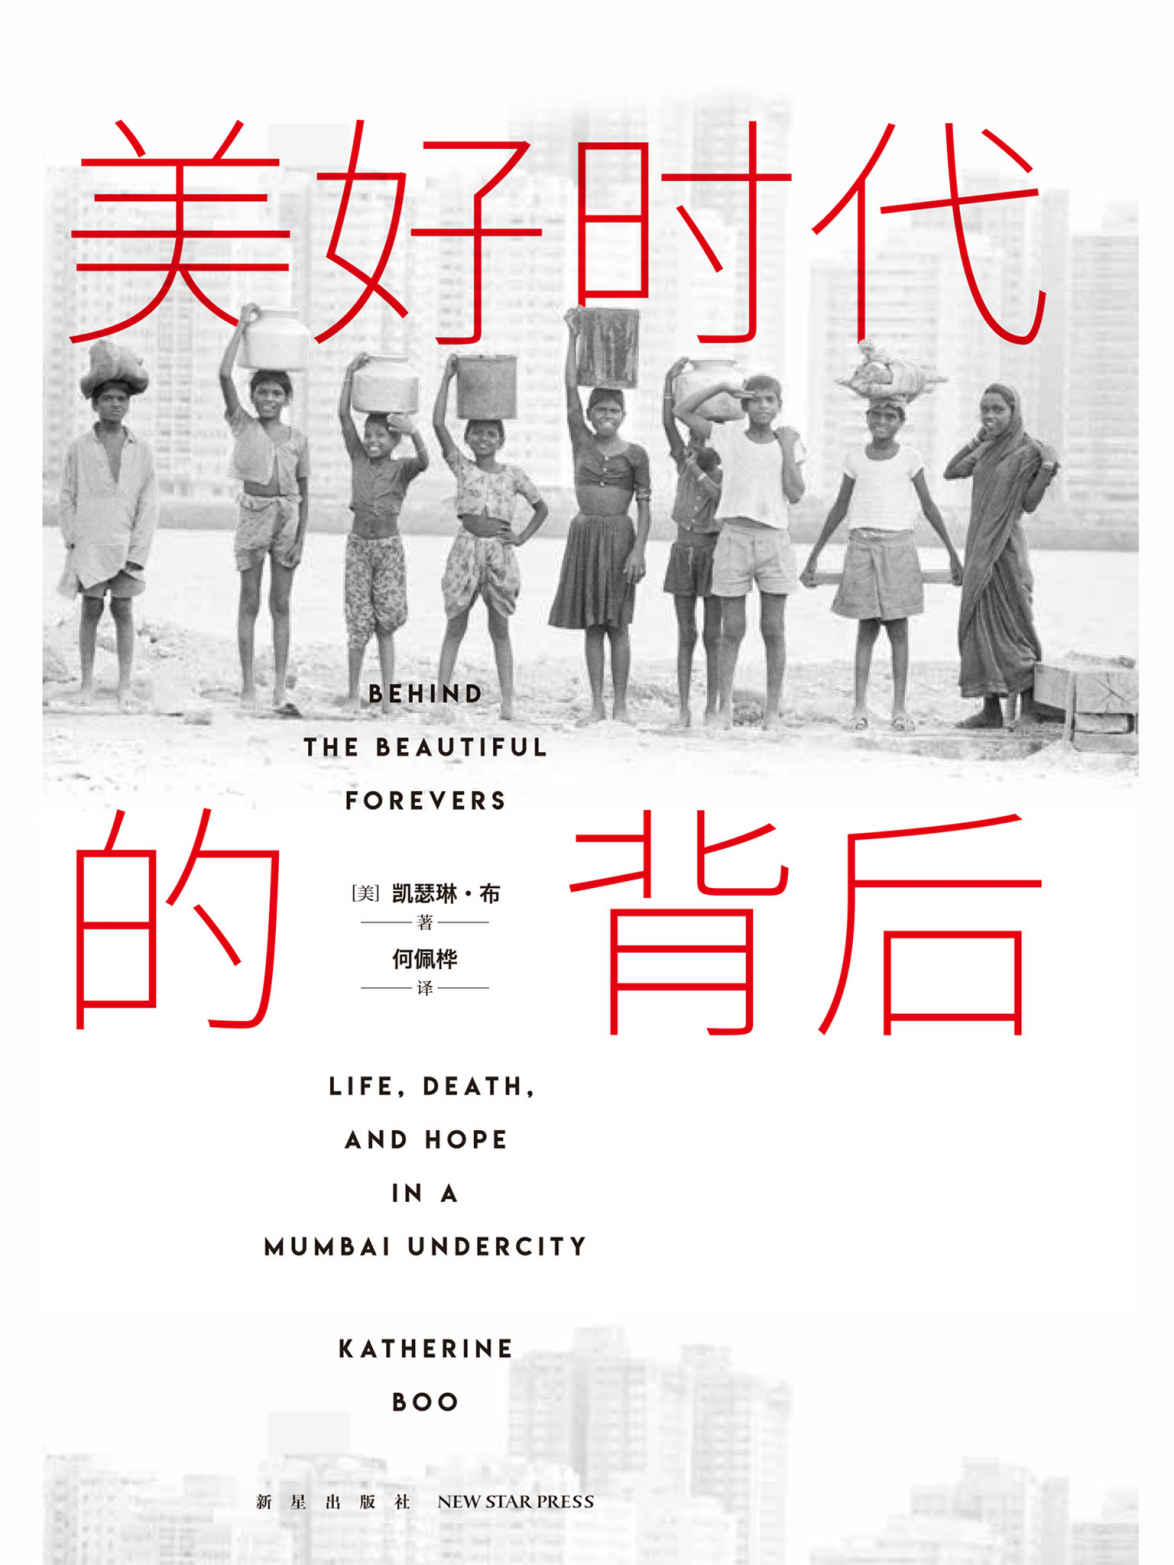 美好时代
BEHIND
THE BEAUTIFUL
FOREVERS
的 背后
[美] 凯瑟琳·布
著
何佩桦
译
LIFE, DEATH,
AND HOPE
IN A
MUMBAI UNDERCITY
KATHERINE
BOO
新星出版社 NEW STAR PRESS